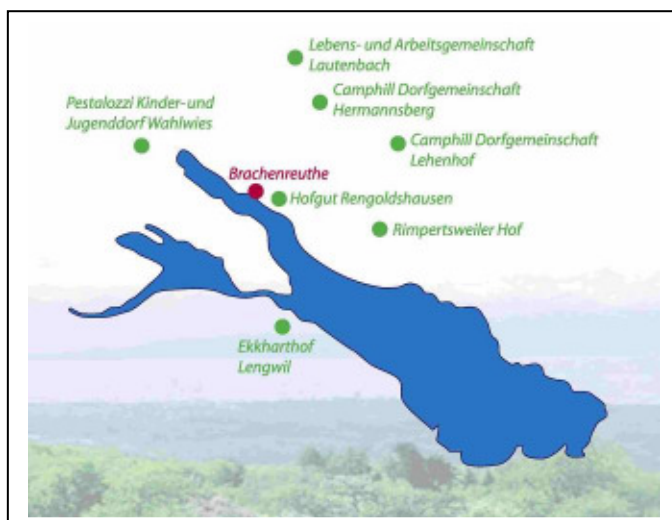 Lebens- und Arbeitsgemeinschaft
Lautenbach
Camphill Dorfgemeinschaft
Hermannsberg
Pestalozzi Kinder- und
Jugenddorf Wahlwies
Camphill Dorfgemeinschaft
Lehenhof
Brachenreuthe
Hofgut Rengoldshausen
Rimpertsweiler Hof
Ekkharthof
Lengwil